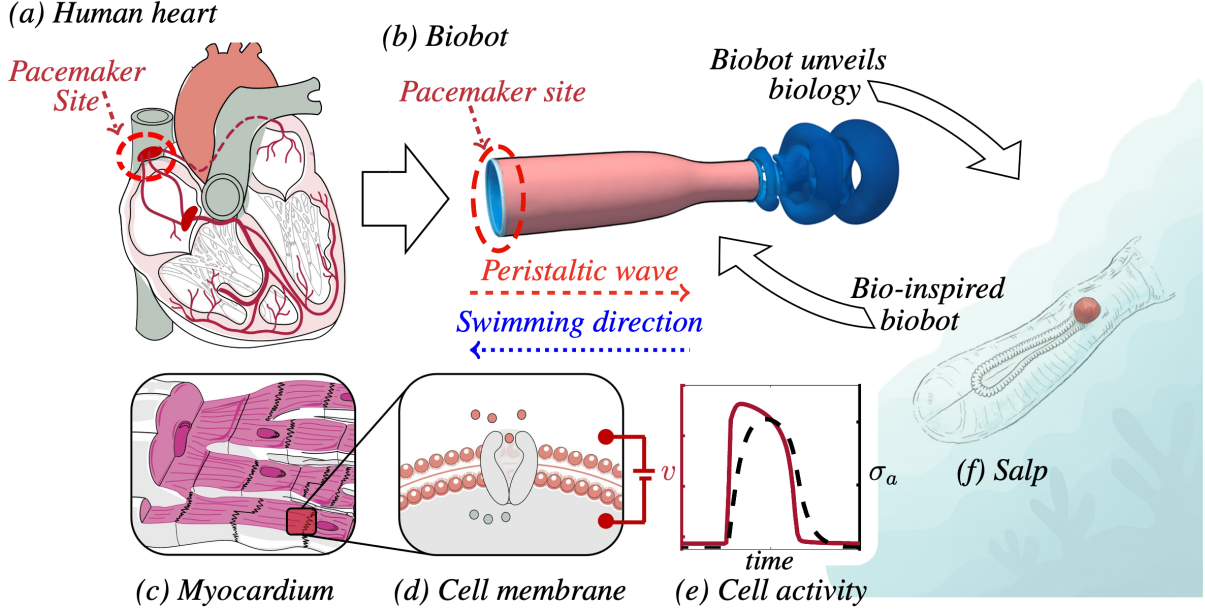 (a) Human heart
Pacemaker
Site
(b) Biobot
Pacemaker site
Biobot unveils
biology
Peristaltic wave
Swimming direction
Bio-inspired
biobot
v
σa
time
(f) Salp
(c) Myocardium
(d) Cell membrane
(e) Cell activity